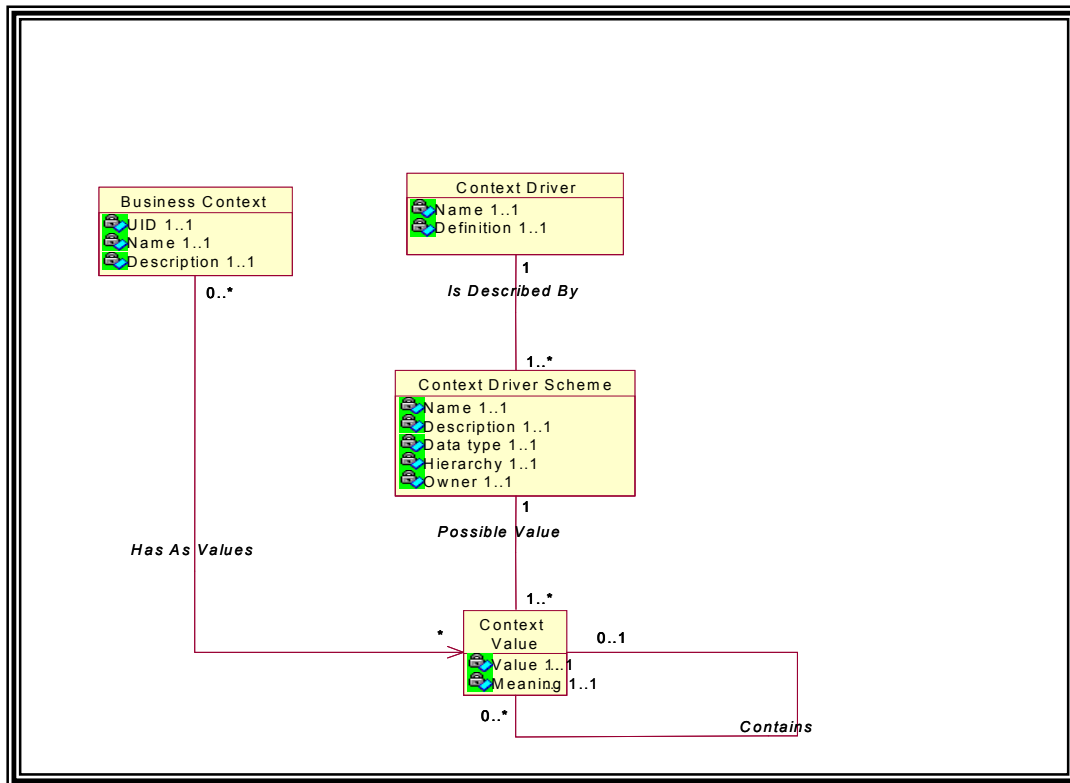 Business Context
UID 1..1
Name 1..1
Description 1..1
0..*
Context Driver
Name 1..1
Definition 1..1
1
Is Described By
1..*
Context Driver Scheme
Name 1..1
Description 1..1
Data type 1..1
Hierarchy 1..1
Owner 1..1
1
Possible Value
Has As Values
1..*
*
Context
Value
Value 1..1
Meaning 1..1
0..1
0..*
Contains